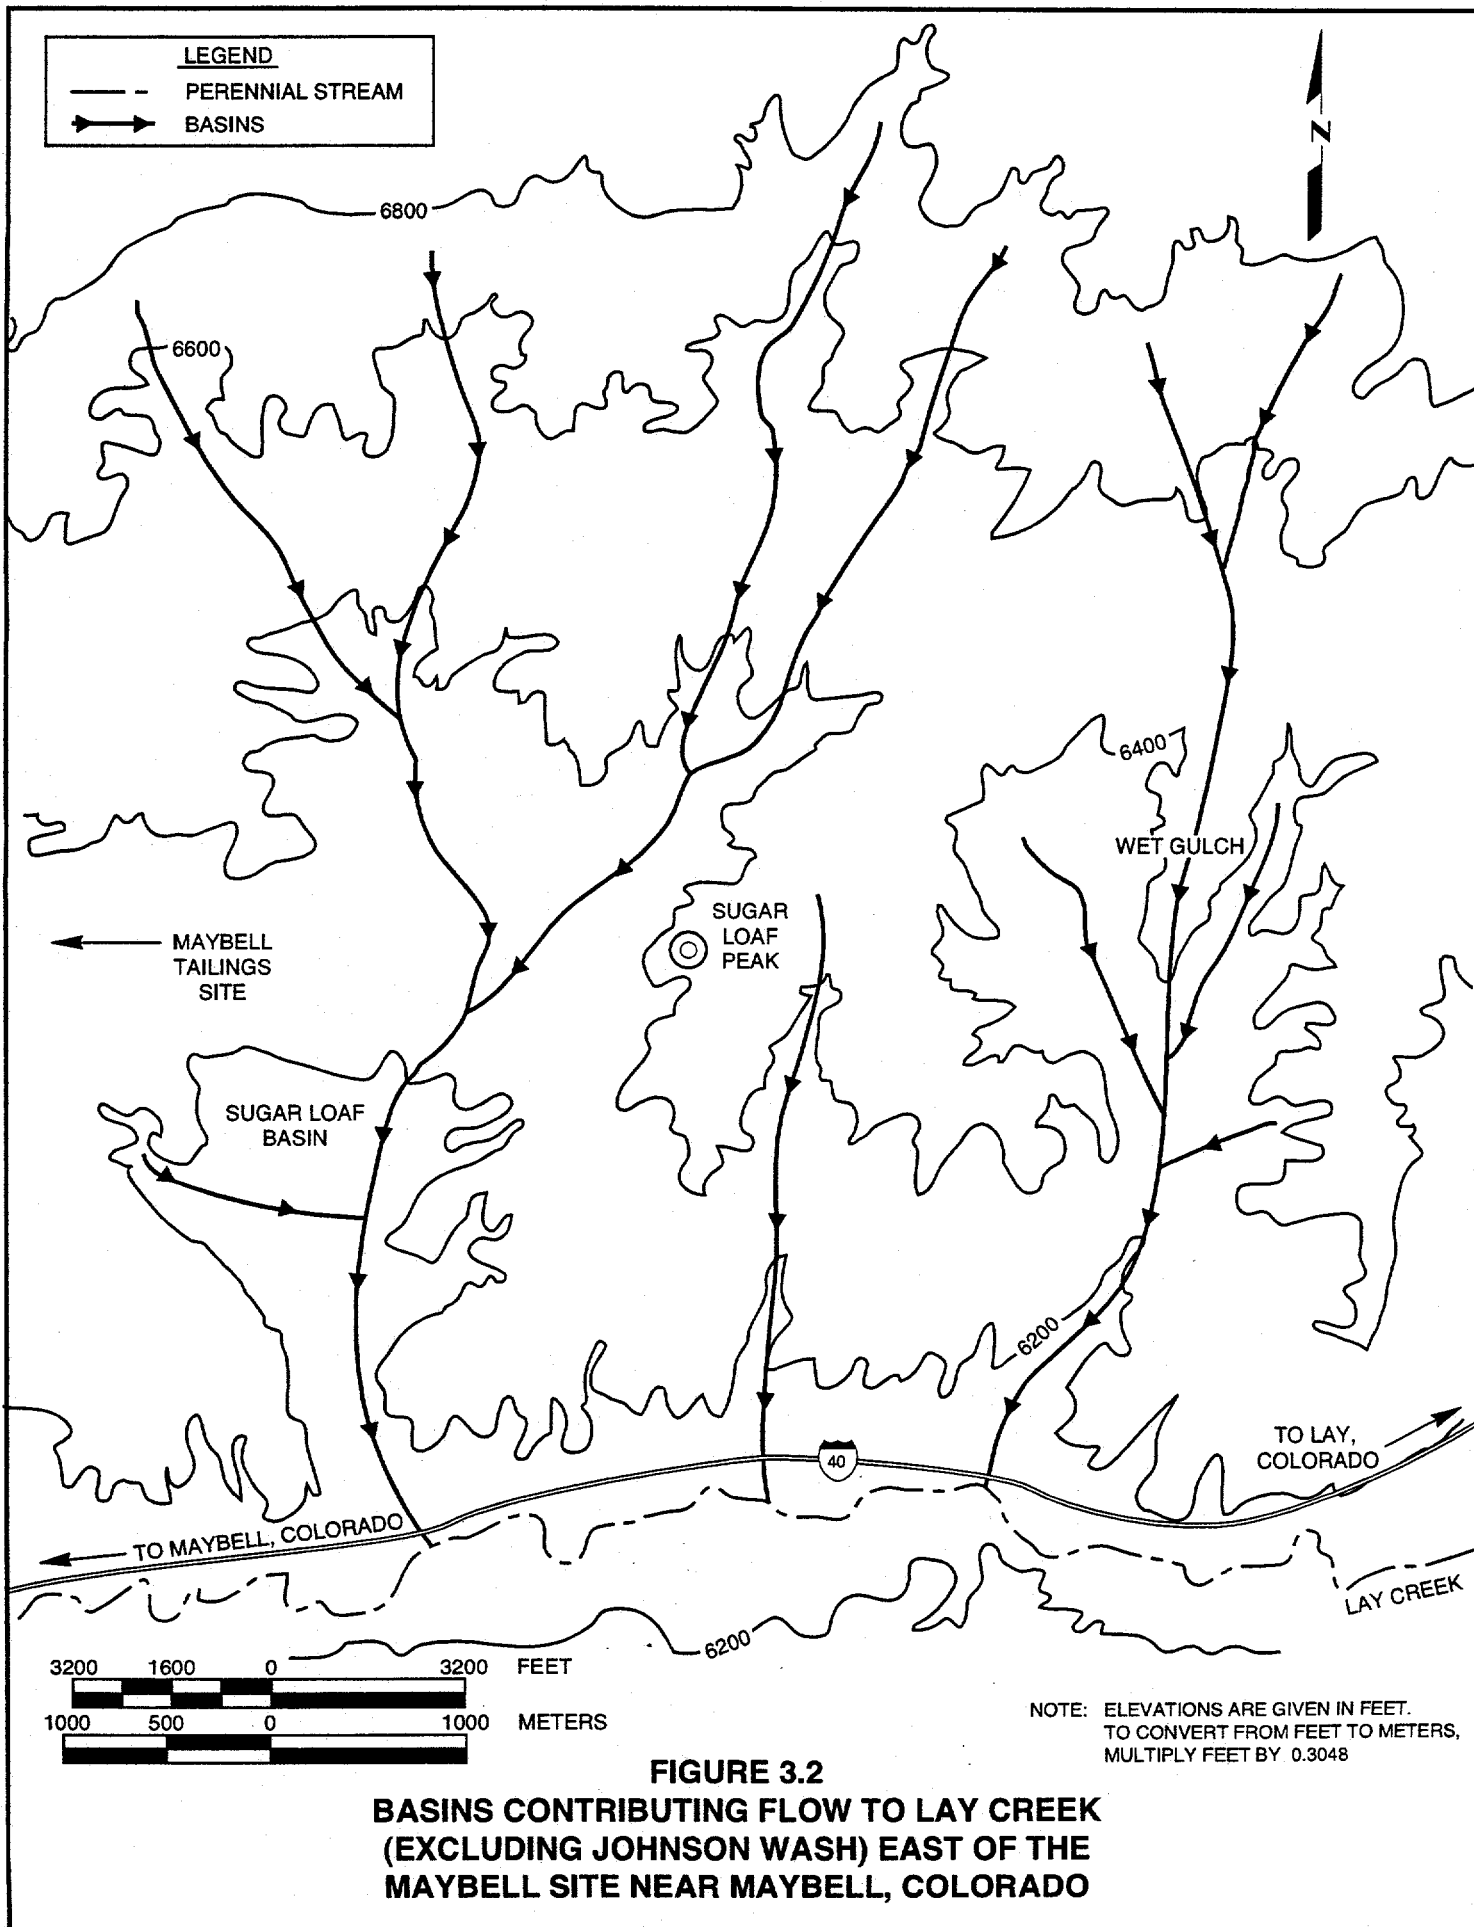 LEGEND
PERENNIAL STREAM
BASINS
N
6800
6600
6400
WET GULCH
SUGAR
LOAF
PEAK
MAYBELL
TAILINGS
SITE
SUGAR LOAF
BASIN
6200
TO LAY,
COLORADO
40
TO MAYBELL, COLORADO
LAY CREEK
6200
3200 1600 0 3200 FEET
1000 500 0 1000 METERS
NOTE: ELEVATIONS ARE GIVEN IN FEET.
TO CONVERT FROM FEET TO METERS,
MULTIPLY FEET BY 0.3048
FIGURE 3.2
BASINS CONTRIBUTING FLOW TO LAY CREEK
(EXCLUDING JOHNSON WASH) EAST OF THE
MAYBELL SITE NEAR MAYBELL, COLORADO